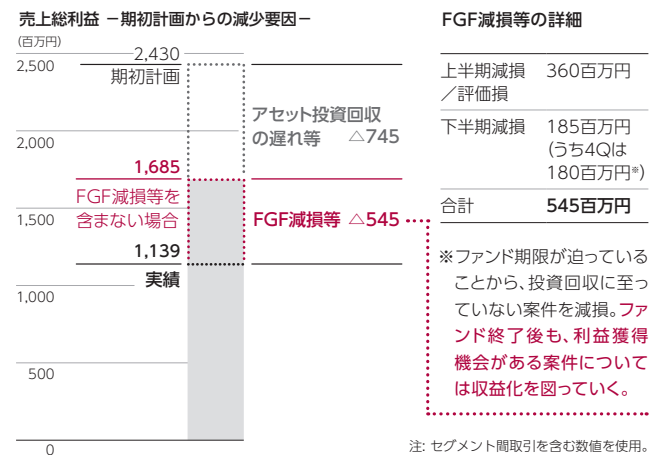 売上総利益 −期初計画からの減少要因−
(百万円)
2,500
2,430
期初計画
アセット投資回収
の遅れ等 △745
2,000
1,685
FGF減損等を
含まない場合
1,500
FGF減損等 △545
1,139
実績
1,000
500
0
FGF減損等の詳細
上半期減損 360百万円
／評価損
下半期減損 185百万円
(うち4Qは
180百万円※)
合計 545百万円
※ファンド期限が迫っている
ことから、投資回収に至っ
ていない案件を減損。ファ
ンド終了後も、利益獲得
機会がある案件について
は収益化を図っていく。
注: セグメント間取引を含む数値を使用。